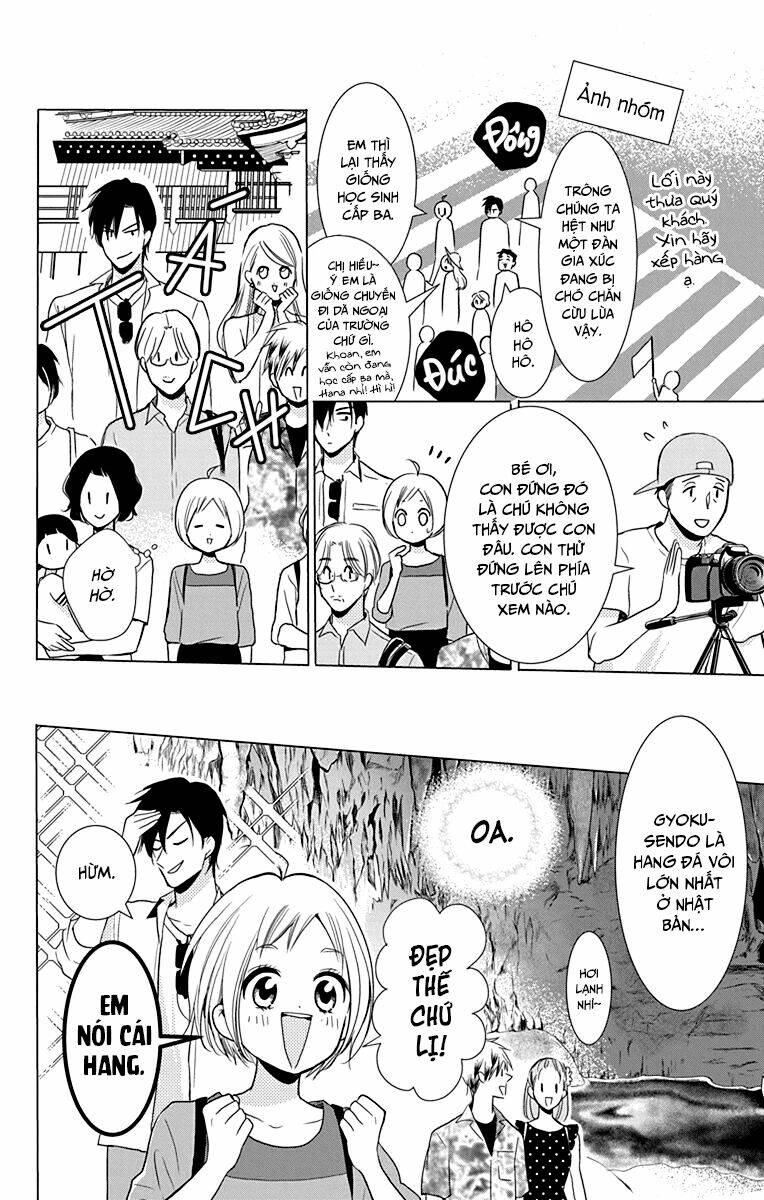 Ảnh nhóm
Lối này
thưa quý
khách.
Xin hãy
xếp hàng
ạ.
Đông
TRÔNG
CHÚNG TA
HỆT NHƯ
MỘT ĐÀN
GIA XÚC
ĐANG BỊ
CHÓ CHĂN
CỪU LÙA
VẬY.
HÔ
HÔ
HÔ.
Đúc
EM THÌ
LẠI THẤY
GIỐNG
HỌC SINH
CẤP BA.
CHỊ HIỂU~
Ý EM LÀ
GIỐNG CHUYẾN
ĐI DÃ NGOẠI
CỦA TRƯỜNG
CHỨ GÌ.
Khoan, em
vẫn còn đang
học cấp ba mà,
Hana nhỉ! Hì hì!
BÉ ƠI,
CON ĐỨNG ĐÓ
LÀ CHÚ KHÔNG
THẤY ĐƯỢC CON
ĐÂU. CON THỬ
ĐỨNG LÊN PHÍA
TRƯỚC CHÚ
XEM NÀO.
TÁCH
HỜ
HỜ.
GYOKU-
SENDO LÀ
HANG ĐÁ VÔI
LỚN NHẤT
Ở NHẬT
BẢN...
OA.
HƠI
LẠNH
NHỈ~
ĐẸP
THẾ
CHỨ
LỊ!
HỪM.
EM
NÓI CÁI
HANG.